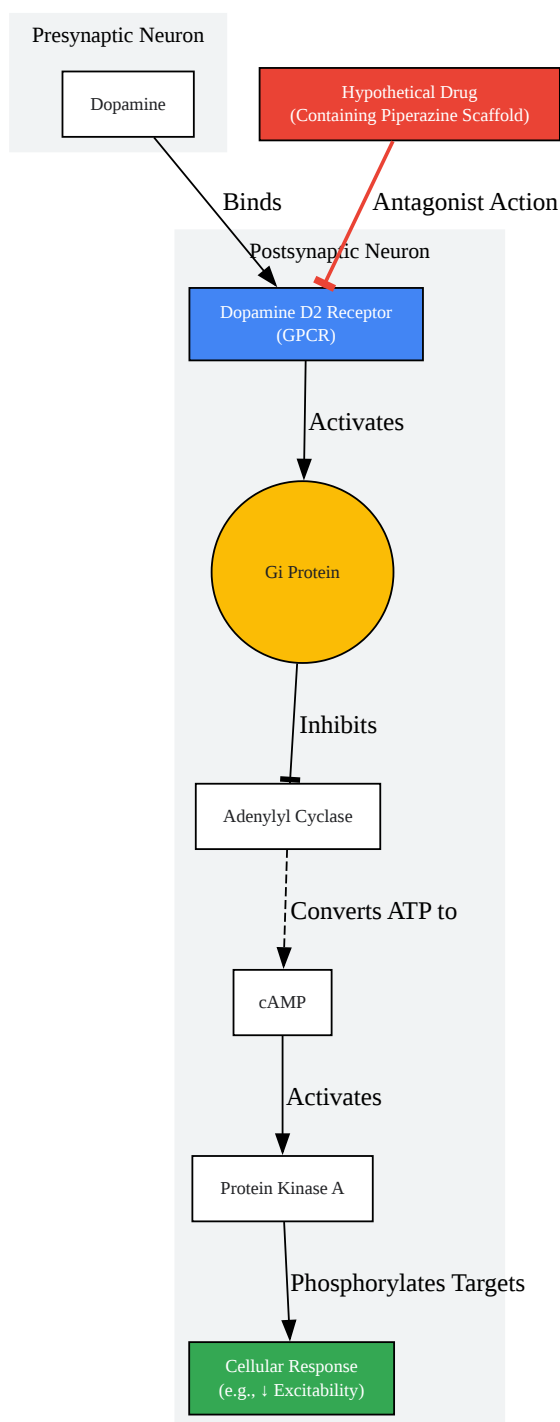 Presynaptic Neuron
Dopamine
Hypothetical Drug
(Containing Piperazine Scaffold)
Binds
Antagonist Action
Postsynaptic Neuron
Dopamine D2 Receptor
(GPCR)
Activates
Gi Protein
Inhibits
Adenylyl Cyclase
Converts ATP to
cAMP
Activates
Protein Kinase A
Phosphorylates Targets
Cellular Response
(e.g., ↓ Excitability)